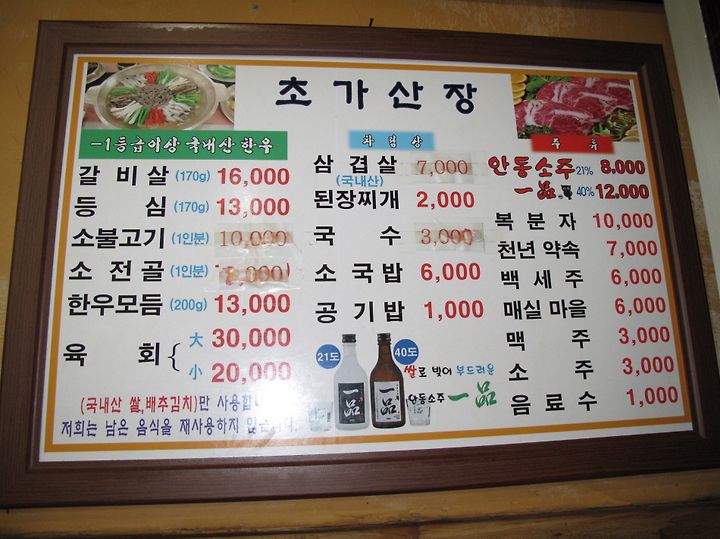 초가산장
-1등급이상 국내산 한우
갈비살 (170g) 16,000
등심 (170g) 13,000
소불고기 (1인분) 10,000
소전골 (1인분) ,000
한우모듬 (200g) 13,000
육회 { 大 30,000
小 20,000
(국내산 쌀,배추김치)만 사용합니
저희는 남은 음식을 재사용하지 않습니다.
차림상
삼겹살 7,000
(국내산)
된장찌개 2,000
국수 3,000
소국밥 6,000
공기밥 1,000
21도
40도
一品
一品
쌀로 빚어 부드러운
안동소주 一品
주류
안동소주 21% 8.000
一品 40% 12.000
복분자 10,000
천년약속 7,000
백세주 6,000
매실마을 6,000
맥주 3,000
소주 3,000
음료수 1,000